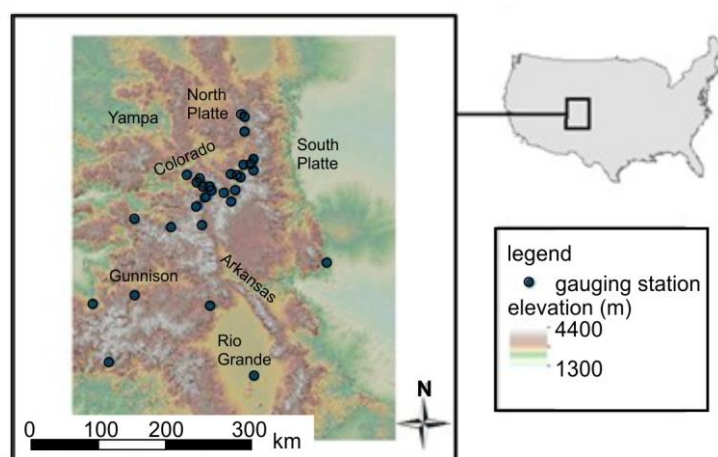 North
Platte
Yampa
South
Platte
Colorado
Gunnison
Arkansas
Rio
Grande
N
0 100 200 300
km
legend
gauging station
elevation (m)
4400
1300